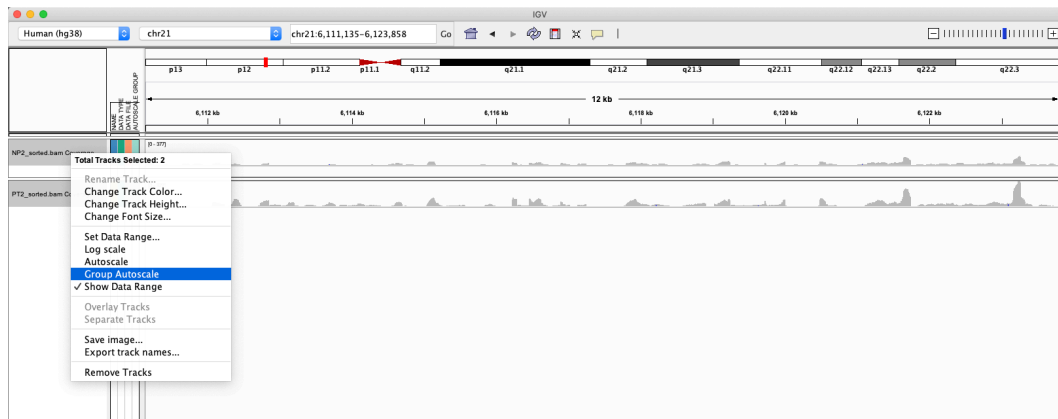 IGV
Human (hg38) chr21 chr21:6,111,135-6,123,858 Go
NAME
DATA TYPE
DATA FILE
AUTOSCALE GROUP
p13 p12 p11.2 p11.1 q11.2 q21.1 q21.2 q21.3 q22.11 q22.12 q22.13 q22.2 q22.3
12 kb
6,112 kb 6,114 kb 6,116 kb 6,118 kb 6,120 kb 6,122 kb
[0 - 377]
NP2_sorted.bam Coverage
PT2_sorted.bam Co
Total Tracks Selected: 2
Rename Track...
Change Track Color...
Change Track Height...
Change Font Size...
Set Data Range...
Log scale
Autoscale
Group Autoscale
✓ Show Data Range
Overlay Tracks
Separate Tracks
Save image...
Export track names...
Remove Tracks